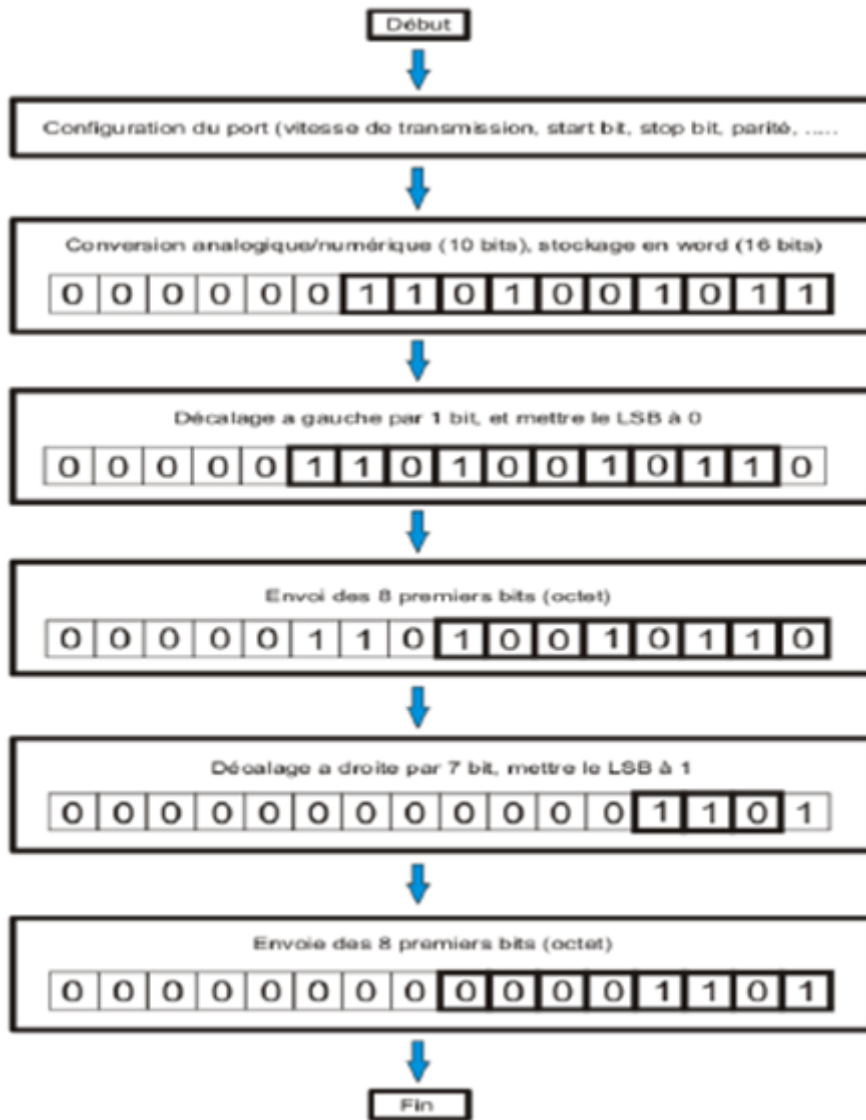 Début
Configuration du port (vitesse de transmission, start bit, stop bit, parité, .....
Conversion analogique/numérique (10 bits), stockage en word (16 bits)
0 0 0 0 0 0 1 1 0 1 0 0 1 0 1 1
Décalage a gauche par 1 bit, et mettre le LSB à 0
0 0 0 0 0 1 1 0 1 0 0 1 0 1 1 0
Envoi des 8 premiers bits (octet)
0 0 0 0 0 1 1 0 1 0 0 1 0 1 1 0
Décalage a droite par 7 bit, mettre le LSB à 1
0 0 0 0 0 0 0 0 0 0 0 0 1 1 0 1
Envoie des 8 premiers bits (octet)
0 0 0 0 0 0 0 0 0 0 0 0 1 1 0 1
Fin